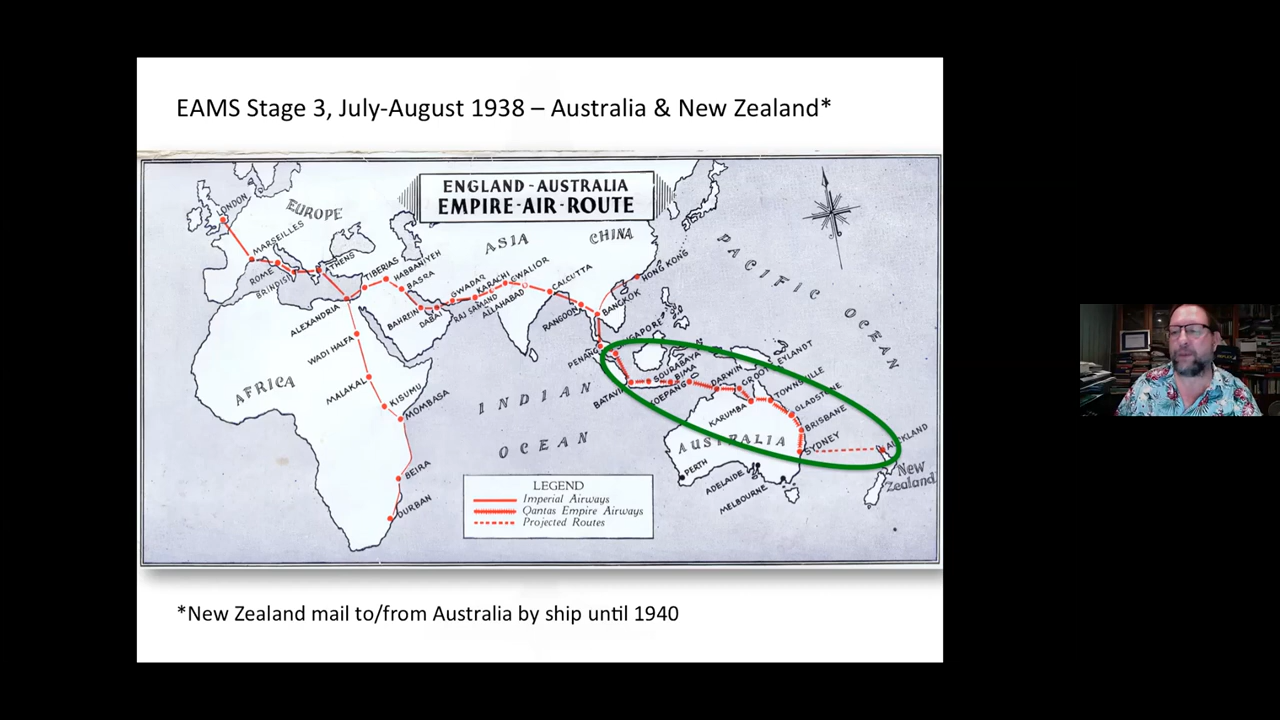 EAMS Stage 3, July-August 1938 – Australia & New Zealand*
ENGLAND - AUSTRALIA
EMPIRE - AIR - ROUTE
LONDON
EUROPE
MARSEILLES
ROME
BRINDISI
ATHENS
TIBERIAS
HABBANIYEH
BASRA
ASIA
CHINA
PACIFIC OCEAN
ALEXANDRIA
BAHREIN
DABAI
GWADAR
RAJ SAMAND
KARACHI
GWALIOR
ALLAHABAD
CALCUTTA
RANGOON
BANGKOK
HONG KONG
WADI HALFA
AFRICA
MALAKAL
KISUMU
MOMBASA
BEIRA
DURBAN
INDIAN
OCEAN
PENANG
SINGAPORE
BATAVIA
SOURABAYA
BIMA
KOEPANG
DARWIN
GROOTE EYLANDT
KARUMBA
TOWNSVILLE
GLADSTONE
BRISBANE
SYDNEY
AUCKLAND
AUSTRALIA
PERTH
ADELAIDE
MELBOURNE
New
Zealand
LEGEND
Imperial Airways
Qantas Empire Airways
Projected Routes
*New Zealand mail to/from Australia by ship until 1940